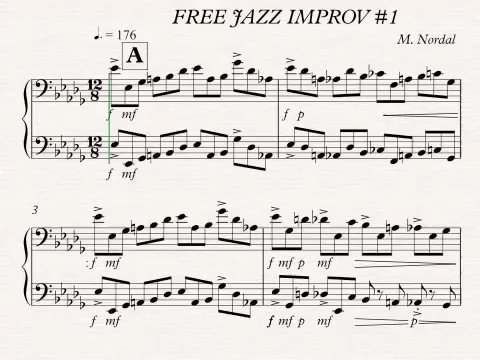 FREE JAZZ IMPROV #1
♩. = 176
A
M. Nordal
12 8
f mf f p
12 8
f mf f p
3
: f mf f mf p mf
f mf f mf p mf p